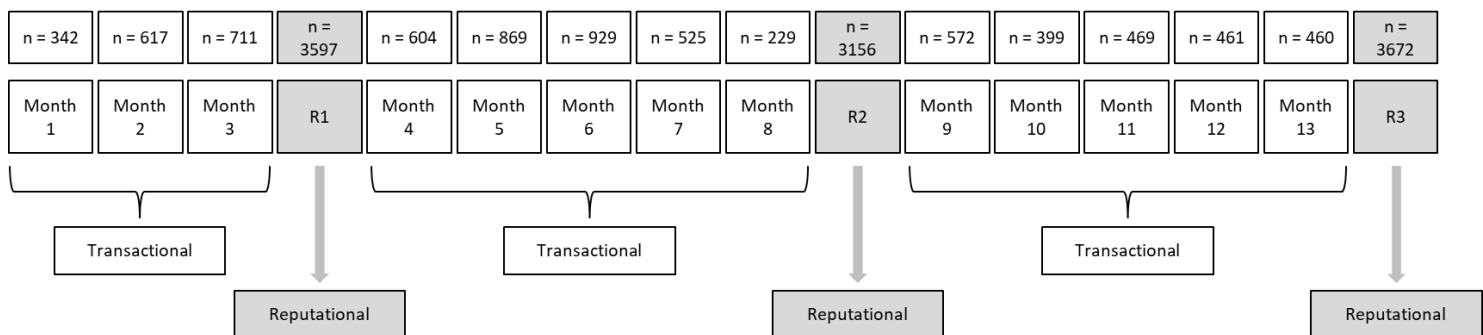 n = 342 n = 617 n = 711 n = 3597 n = 604 n = 869 n = 929 n = 525 n = 229 n = 3156 n = 572 n = 399 n = 469 n = 461 n = 460 n = 3672
Month 1 Month 2 Month 3 R1 Month 4 Month 5 Month 6 Month 7 Month 8 R2 Month 9 Month 10 Month 11 Month 12 Month 13 R3
Transactional Transactional Transactional
Reputational Reputational Reputational